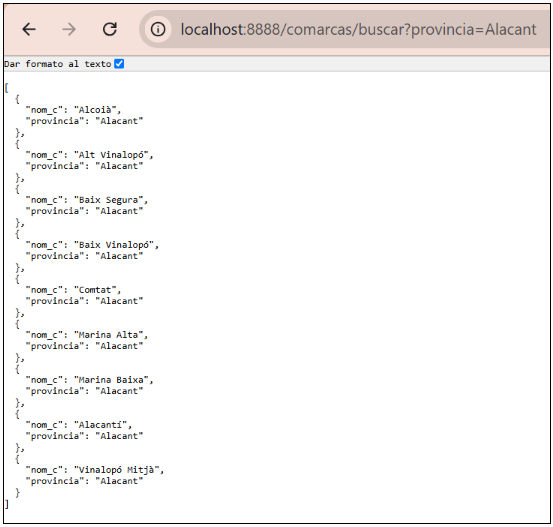 localhost:8888/comarcas/buscar?provincia=Alacant
Dar formato al texto
[
  {
    "nom_c": "Alcoià",
    "provincia": "Alacant"
  },
  {
    "nom_c": "Alt Vinalopó",
    "provincia": "Alacant"
  },
  {
    "nom_c": "Baix Segura",
    "provincia": "Alacant"
  },
  {
    "nom_c": "Baix Vinalopó",
    "provincia": "Alacant"
  },
  {
    "nom_c": "Comtat",
    "provincia": "Alacant"
  },
  {
    "nom_c": "Marina Alta",
    "provincia": "Alacant"
  },
  {
    "nom_c": "Marina Baixa",
    "provincia": "Alacant"
  },
  {
    "nom_c": "Alacantí",
    "provincia": "Alacant"
  },
  {
    "nom_c": "Vinalopó Mitjà",
    "provincia": "Alacant"
  }
]